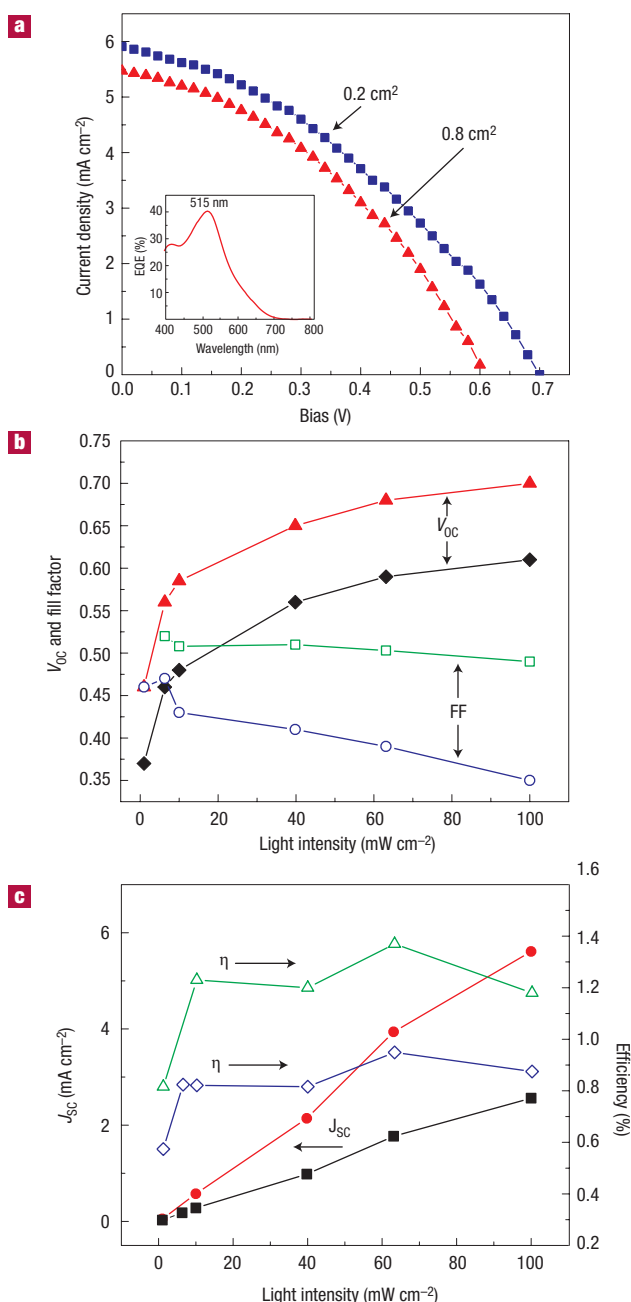 a
6
5
4
3
2
1
0
Current density (mA cm⁻²)
0.2 cm²
0.8 cm²
515 nm
40
30
20
10
EQE (%)
400 500 600 700 800
Wavelength (nm)
0.0 0.1 0.2 0.3 0.4 0.5 0.6 0.7
Bias (V)
b
0.75
0.70
0.65
0.60
0.55
0.50
0.45
0.40
0.35
V_OC and fill factor
V_OC
FF
0 20 40 60 80 100
Light intensity (mW cm⁻²)
c
6
4
2
0
J_SC (mA cm⁻²)
η
η
J_SC
1.6
1.4
1.2
1.0
0.8
0.6
0.4
0.2
Efficiency (%)
0 20 40 60 80 100
Light intensity (mW cm⁻²)